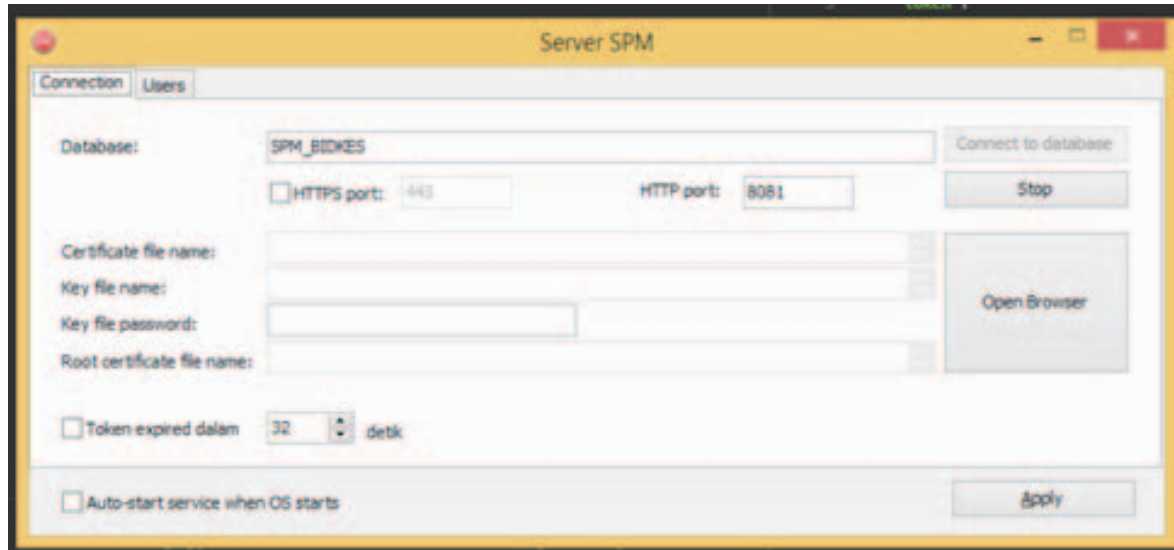 Server SPM
Connection Users
Database: SPM_BIDKES Connect to database
HTTPS port: 443 HTTP port: 8081 Stop
Certificate file name:
Key file name:
Open Browser
Key file password:
Root certificate file name:
Token expired dalam 32 detik
Auto-start service when OS starts Apply